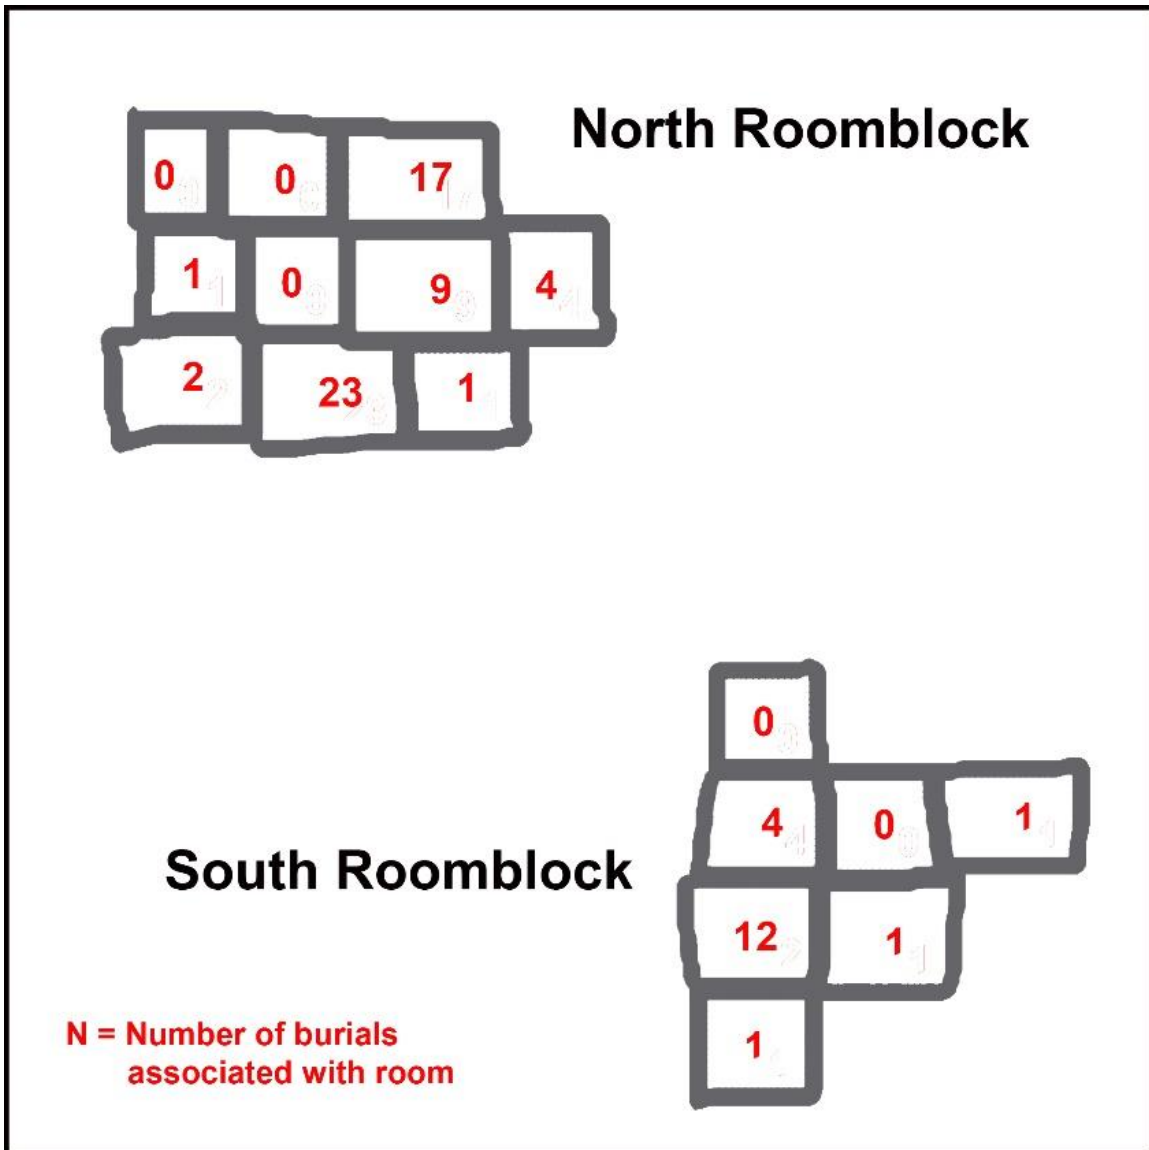 North Roomblock
0 0 17
1 0 9 4
2 23 1
0
4 0 1
South Roomblock
12 1
1
N = Number of burials
associated with room